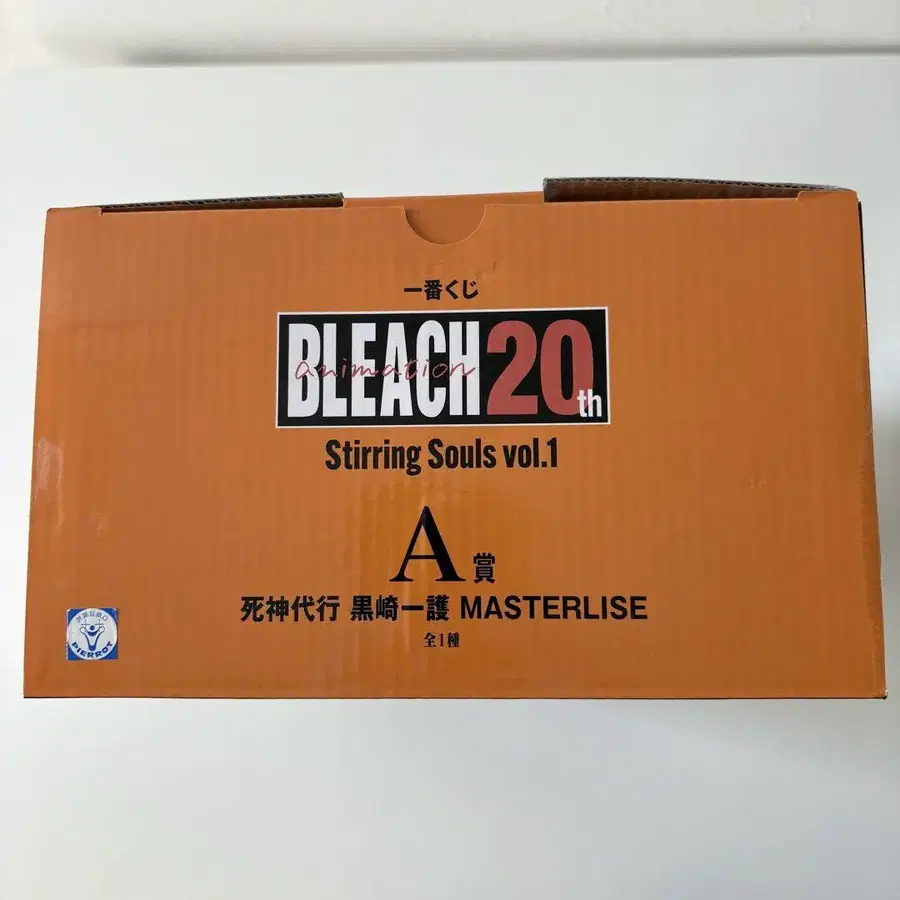 一番くじ
BLEACH 20th
animation
Stirring Souls vol.1
A賞
死神代行 黒崎一護 MASTERLISE
全1種
PIERROT